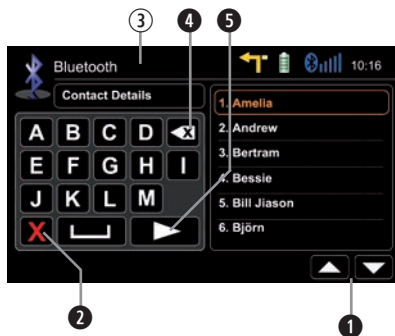 3 4 5
Bluetooth 10:16
Contact Details
A B C D
E F G H I
J K L M
X
1. Amelia
2. Andrew
3. Bertram
4. Bessie
5. Bill Jiason
6. Björn
2 1